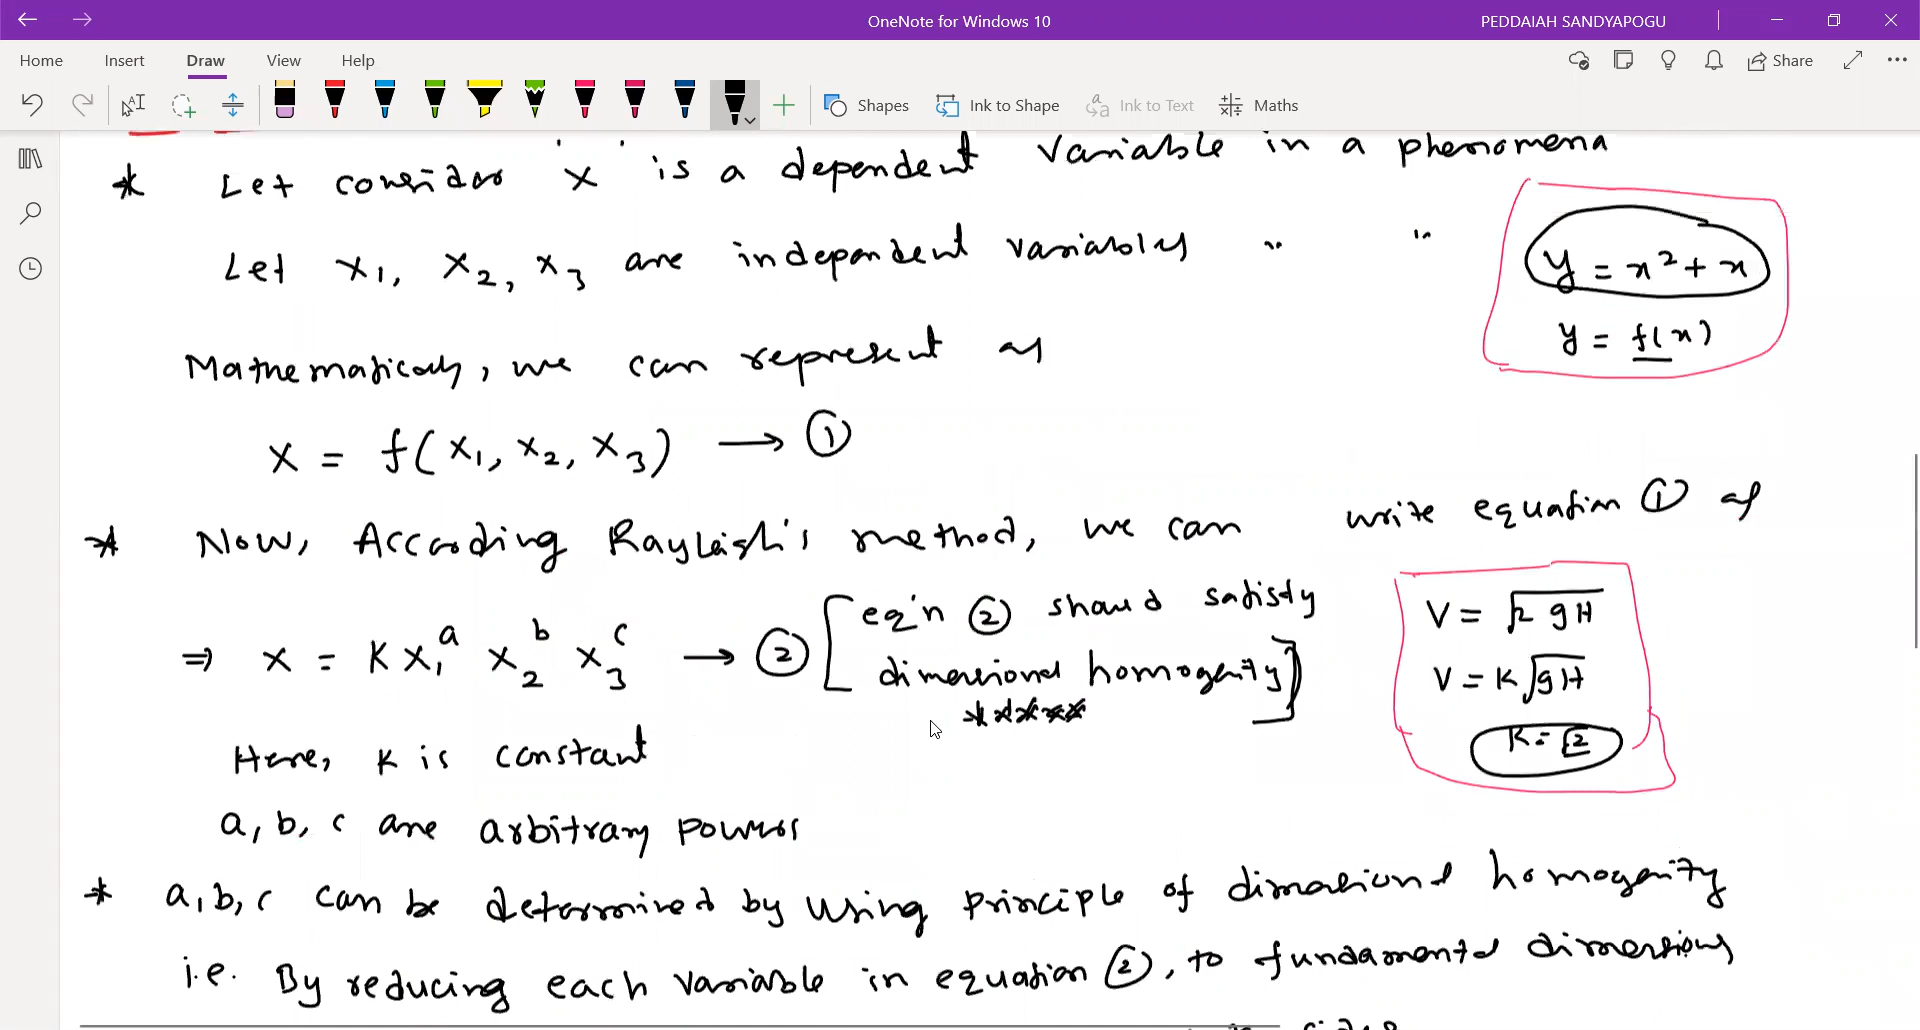 OneNote for Windows 10
PEDDAIAH SANDYAPOGU
Home Insert Draw View Help
Share
Shapes Ink to Shape Ink to Text Maths
* Let consider 'X' is a dependent variable in a phenomena
Let X1, X2, X3 are independent variables " "
y = x² + x
y = f(x)
Mathematically, we can represent as
X = f(X1, X2, X3) → ①
* Now, According Rayleigh's method, we can write equation ① as
⇒ X = K X1^a X2^b X3^c → ② [eq'n ② should satisfy
dimensional homogenity]
*****
V = √2gH
V = K√gH
K = √2
Here, K is constant
a, b, c are arbitrary powers
* a, b, c can be determined by using principle of dimensional homogenity
i.e. By reducing each variable in equation ②, to fundamental dimensions